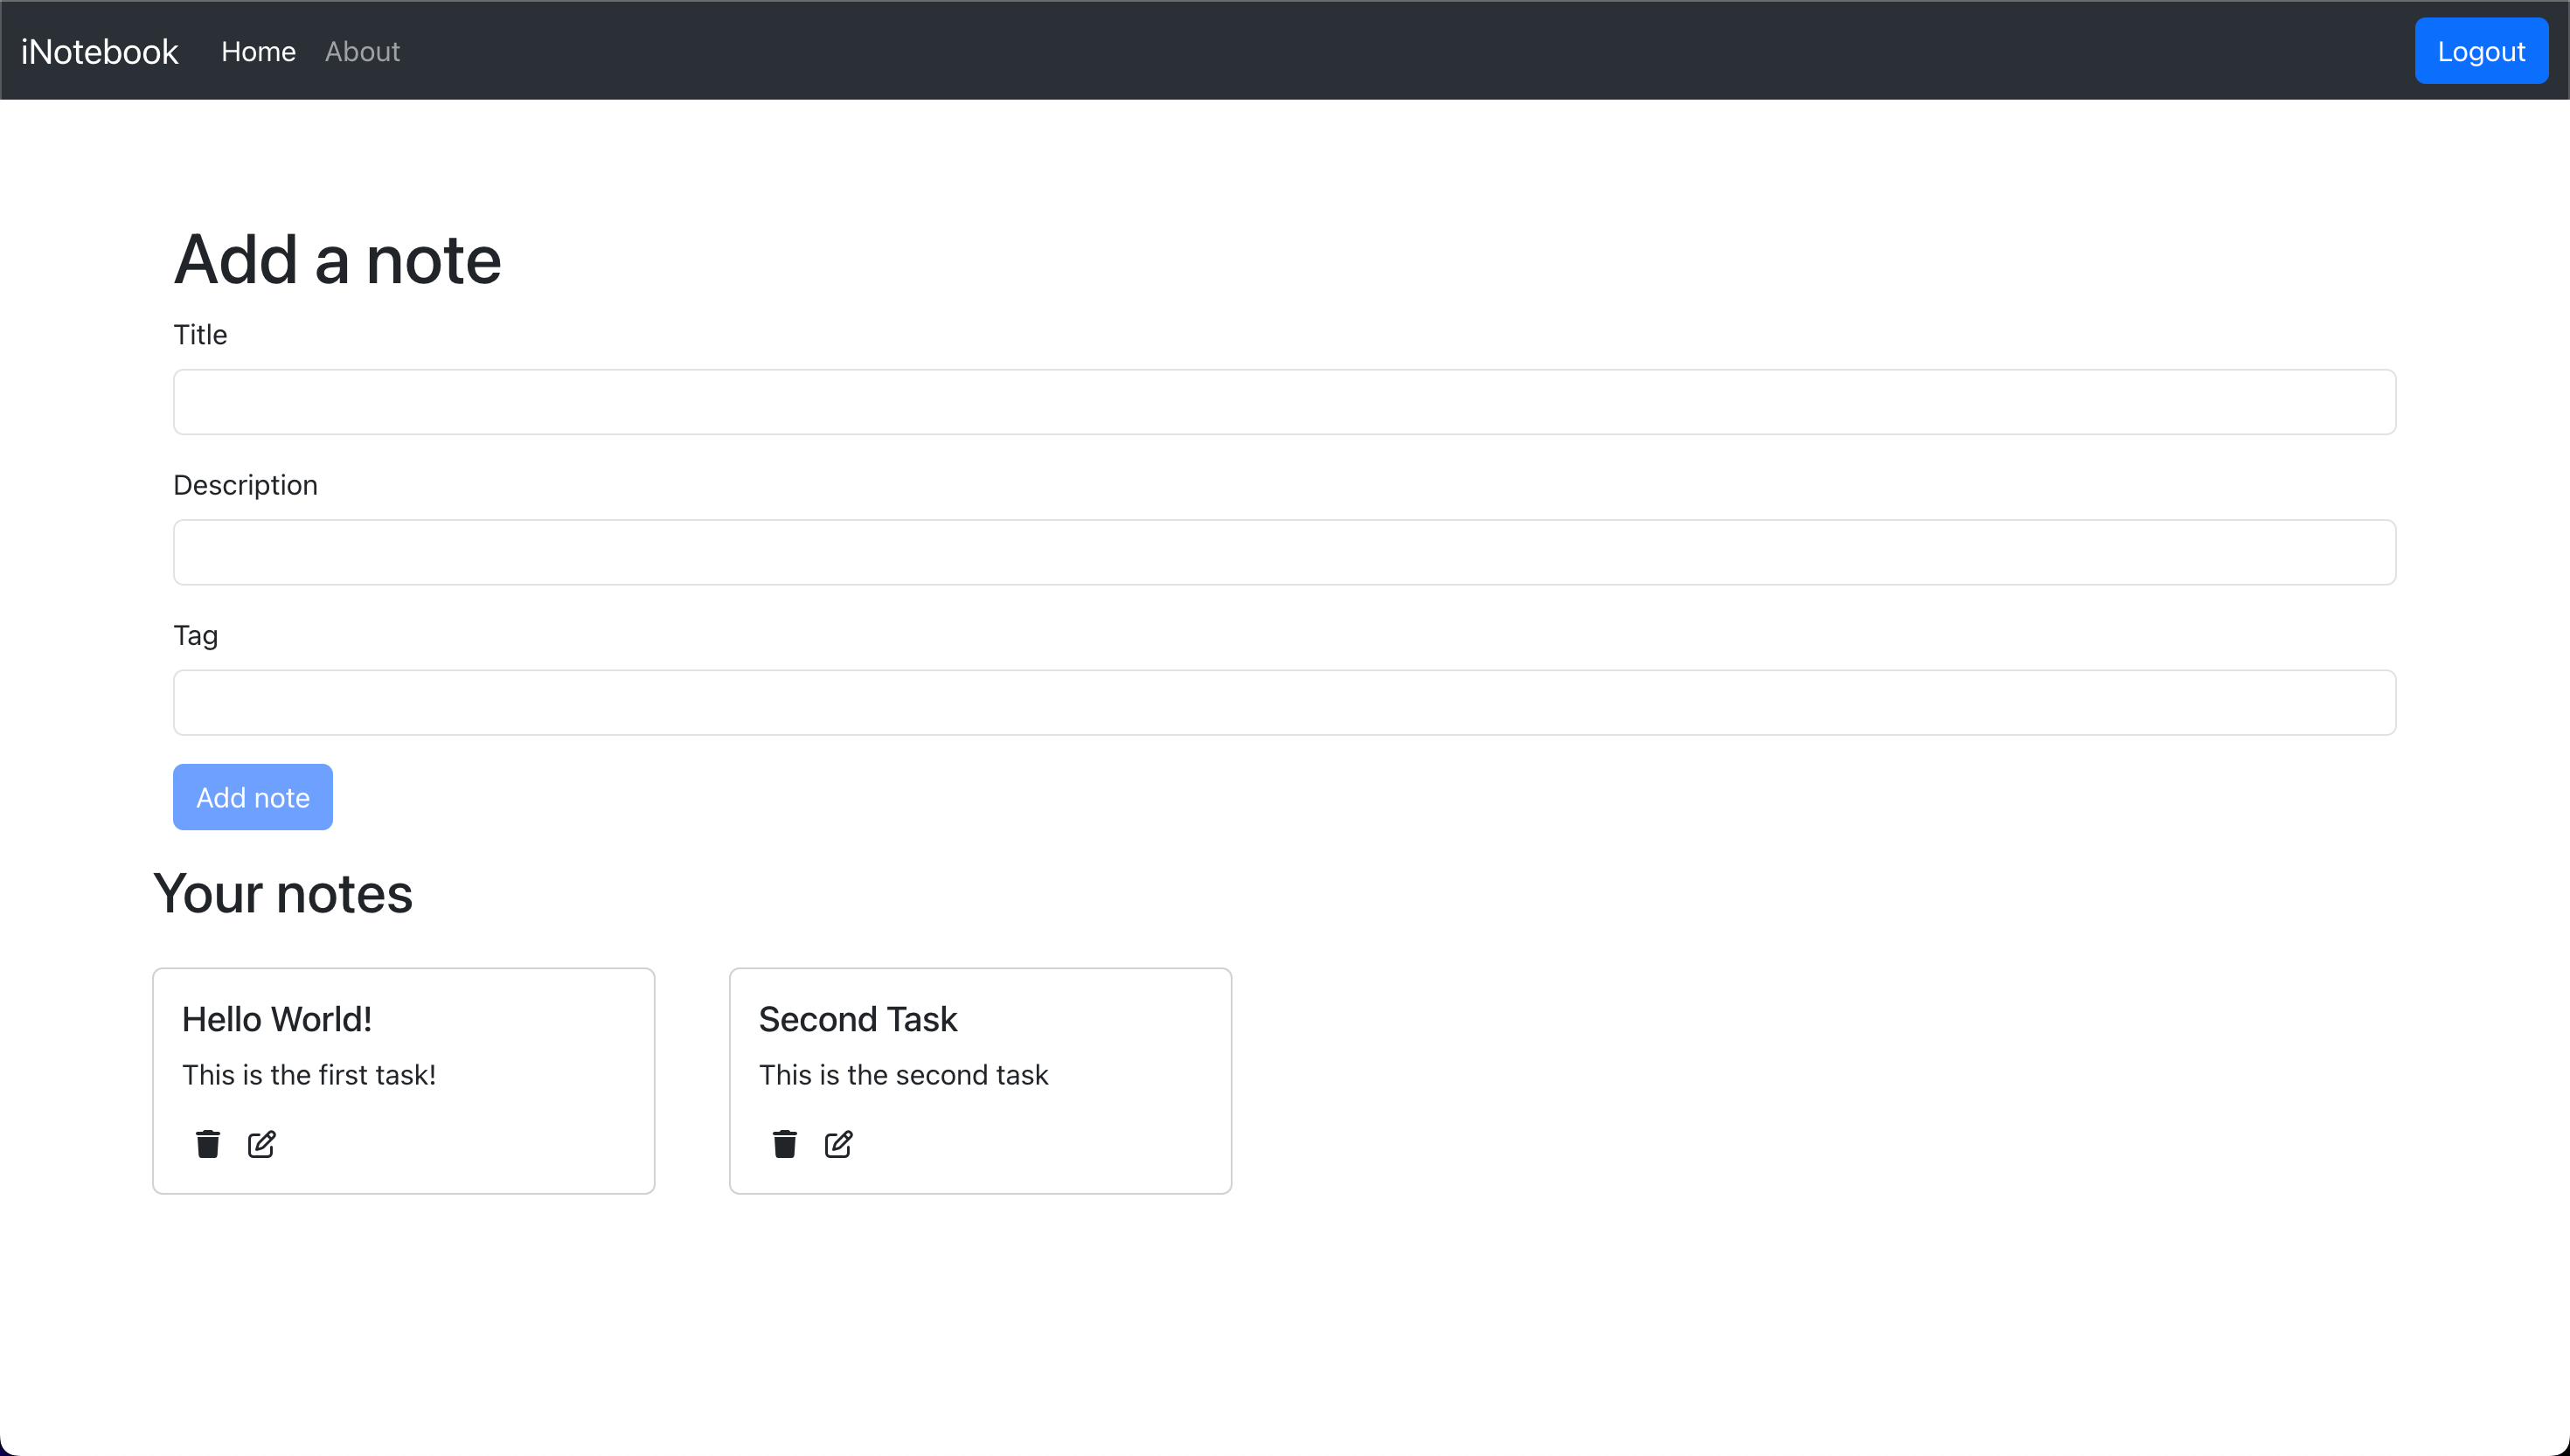 iNotebook Home About Logout
Add a note
Title
Description
Tag
Add note
Your notes
Hello World!
This is the first task!
Second Task
This is the second task